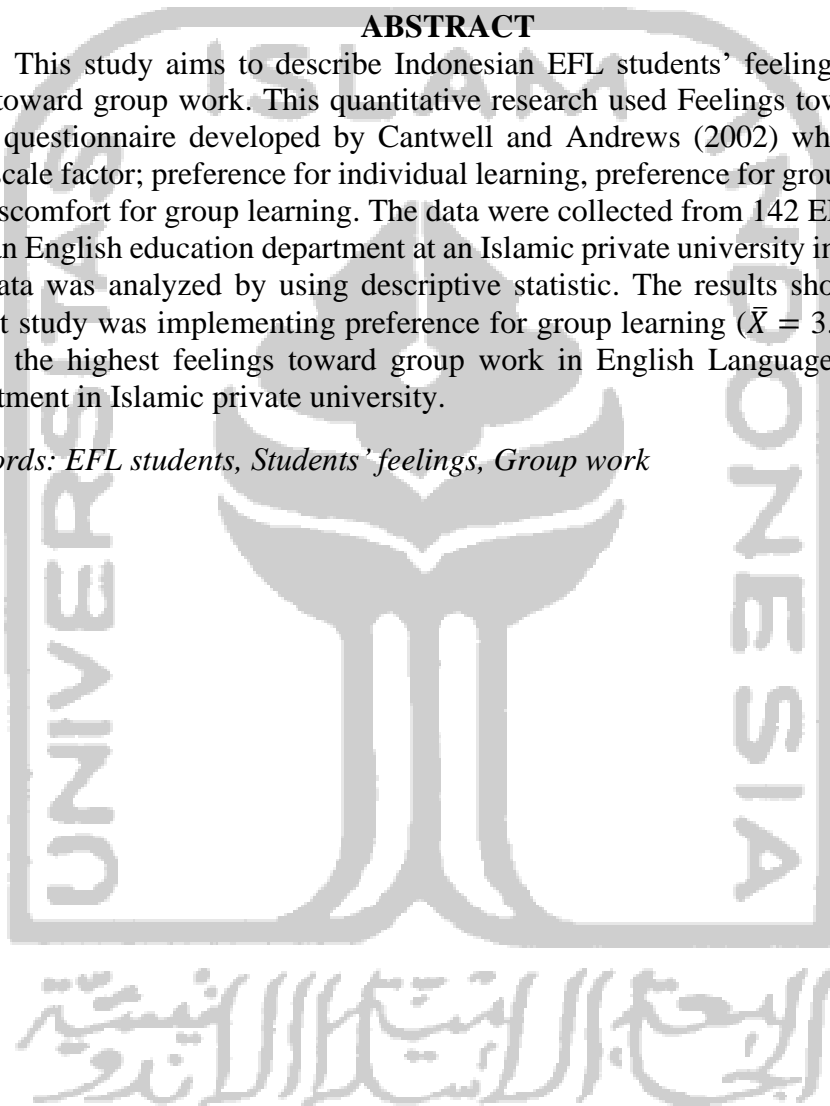 ABSTRACT
This study aims to describe Indonesian EFL students’ feeling
toward group work. This quantitative research used Feelings tow
questionnaire developed by Cantwell and Andrews (2002) wh
scale factor; preference for individual learning, preference for grou
scomfort for group learning. The data were collected from 142 E
an English education department at an Islamic private university in
ata was analyzed by using descriptive statistic. The results sho
t study was implementing preference for group learning (X̄ = 3.
the highest feelings toward group work in English Language
tment in Islamic private university.
ords: EFL students, Students’ feelings, Group work
ISLAM
UNIVERSITAS
INDONESIA